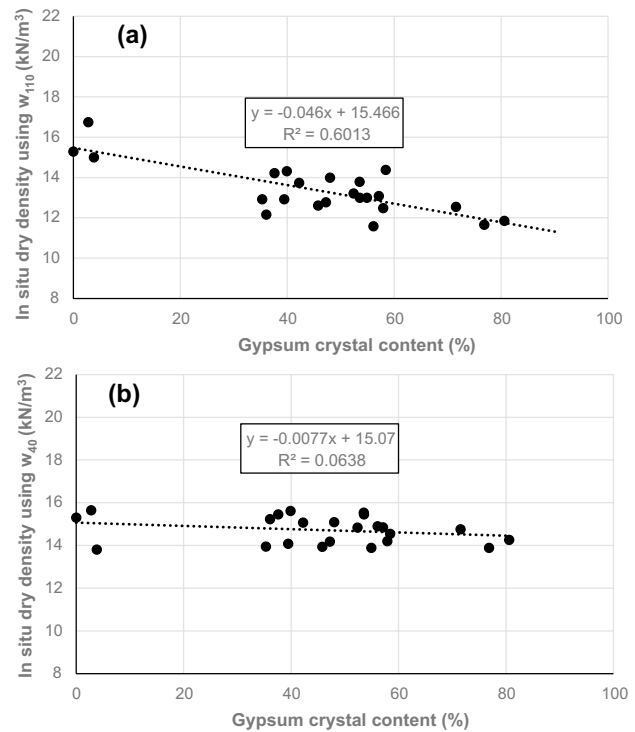 (a)
In situ dry density using w110 (kN/m³)
22
20
18
16
14
12
10
8
y = -0.046x + 15.466
R² = 0.6013
0 20 40 60 80 100
Gypsum crystal content (%)
(b)
In situ dry density using w40 (kN/m³)
22
20
18
16
14
12
10
8
y = -0.0077x + 15.07
R² = 0.0638
0 20 40 60 80 100
Gypsum crystal content (%)